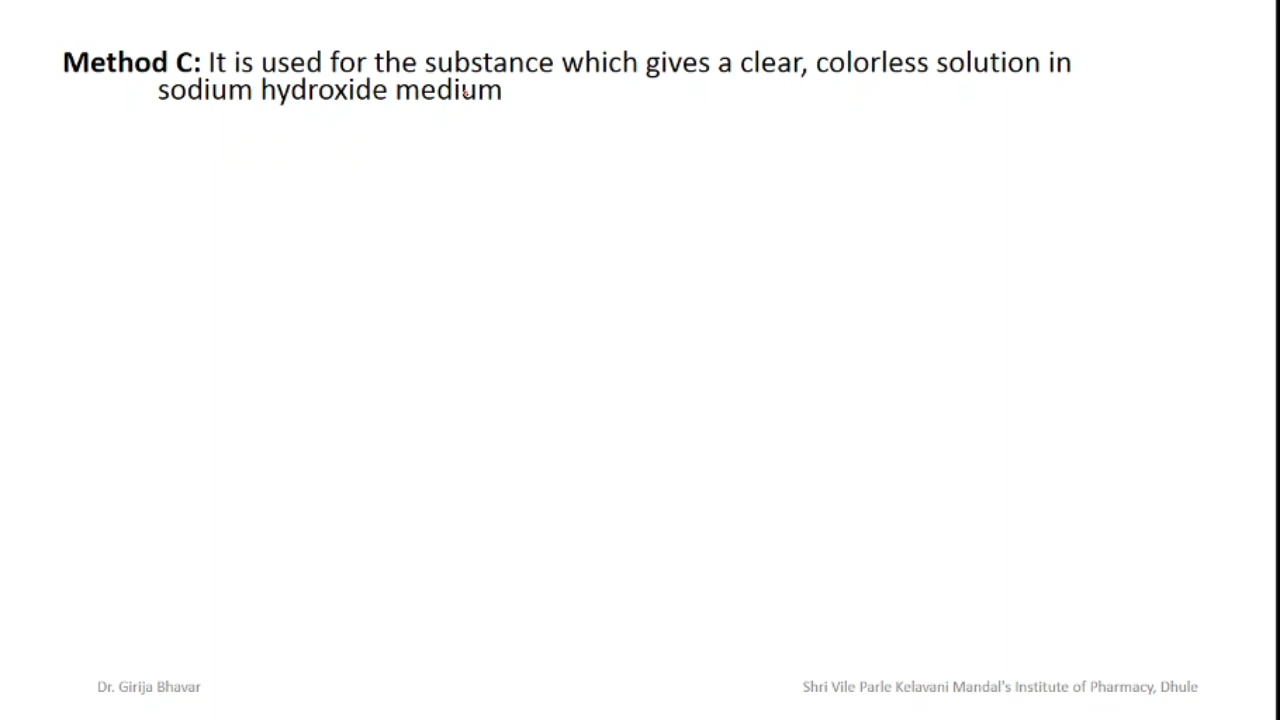 Method C: It is used for the substance which gives a clear, colorless solution in
sodium hydroxide medium
Dr. Girija Bhavar
Shri Vile Parle Kelavani Mandal's Institute of Pharmacy, Dhule